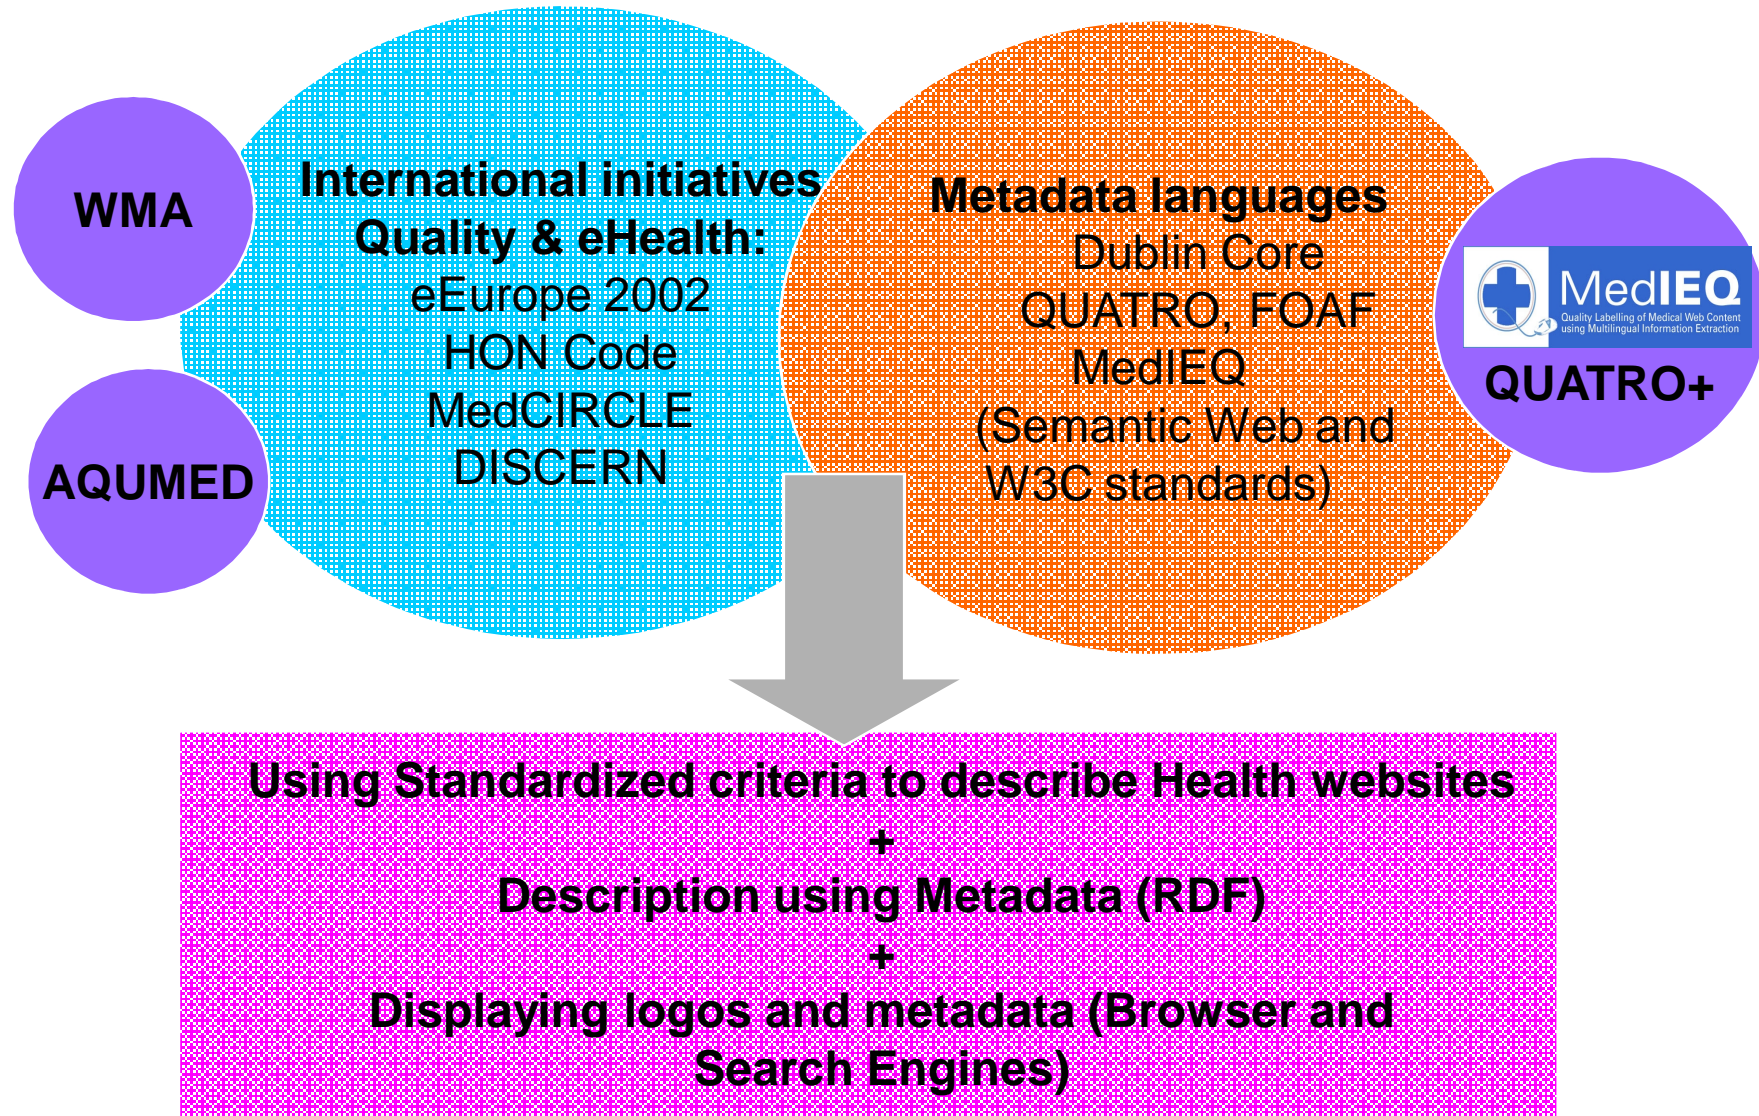 WMA
AQUMED
International initiatives
Quality & eHealth:
eEurope 2002
HON Code
MedCIRCLE
DISCERN
Metadata languages
Dublin Core
QUATRO, FOAF
MedIEQ
(Semantic Web and
W3C standards)
MedIEQ
Quality Labelling of Medical Web Content
using Multilingual Information Extraction
QUATRO+
Using Standardized criteria to describe Health websites
+
Description using Metadata (RDF)
+
Displaying logos and metadata (Browser and
Search Engines)